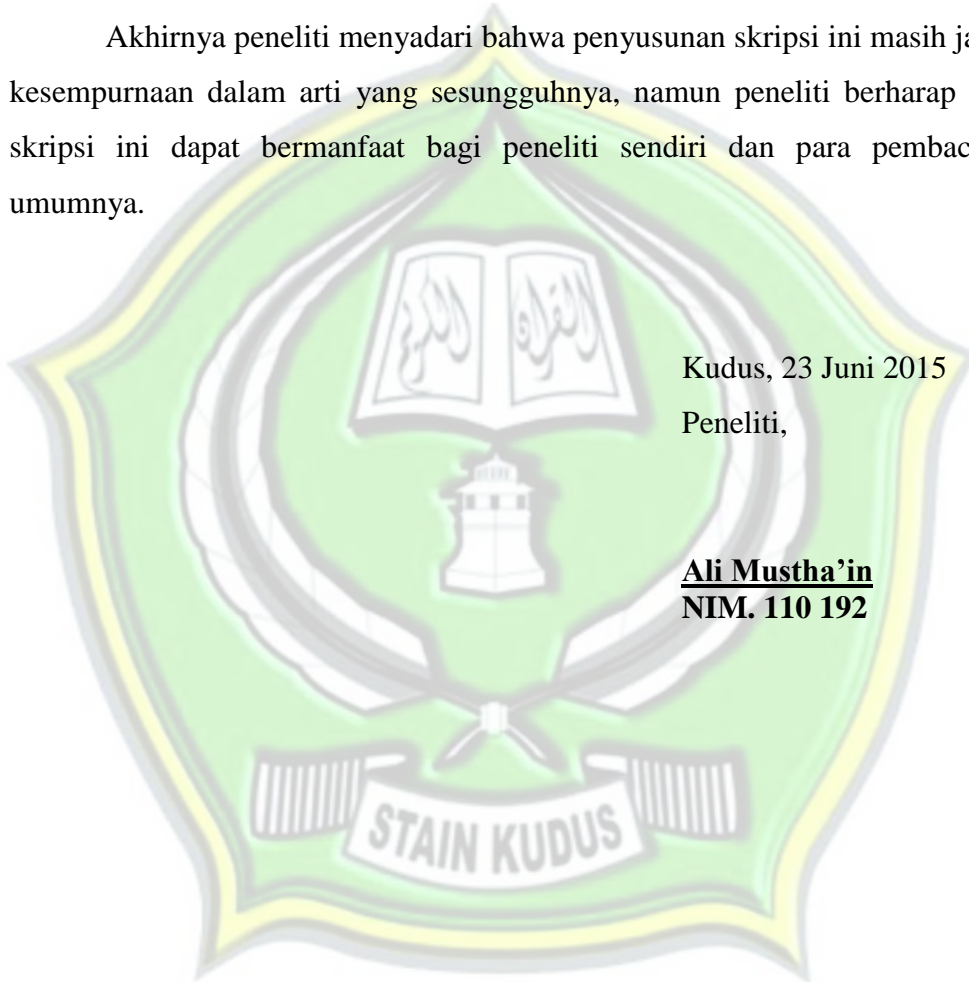 Akhirnya peneliti menyadari bahwa penyusunan skripsi ini masih
kesempurnaan dalam arti yang sesungguhnya, namun peneliti berharap
skripsi ini dapat bermanfaat bagi peneliti sendiri dan para
umumnya.
Kudus, 23 Juni 2015
Peneliti,
Ali Mustha’in
NIM. 110 192
STAIN KUDUS